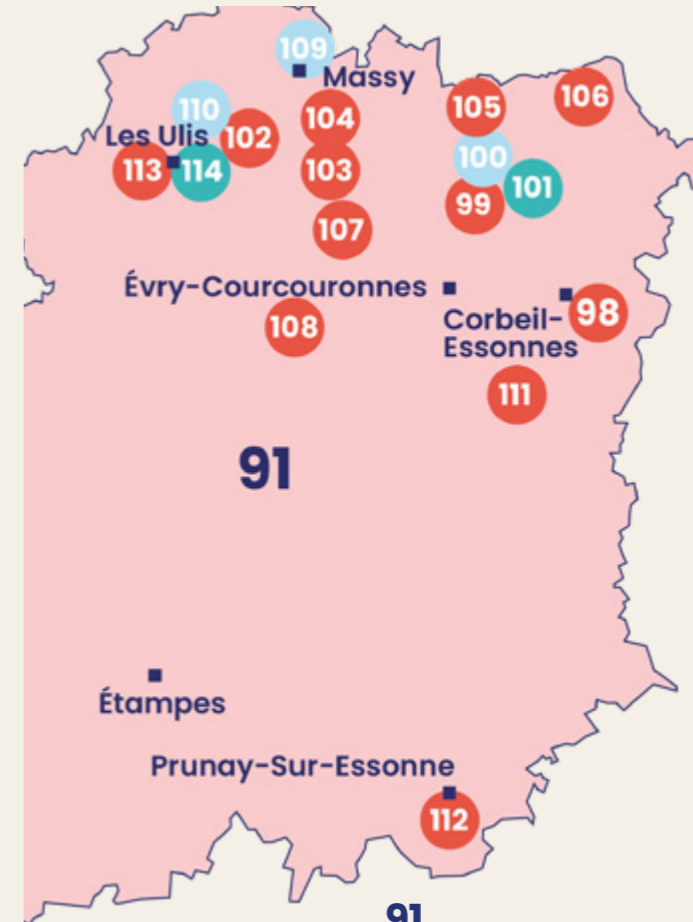 109
Massy
106
105
104
110
Les Ulis
102
100
113
114
103
101
99
107
Évry-Courcouronnes
98
Corbeil-
Essonnes
108
111
91
Étampes
Prunay-Sur-Essonne
112
91